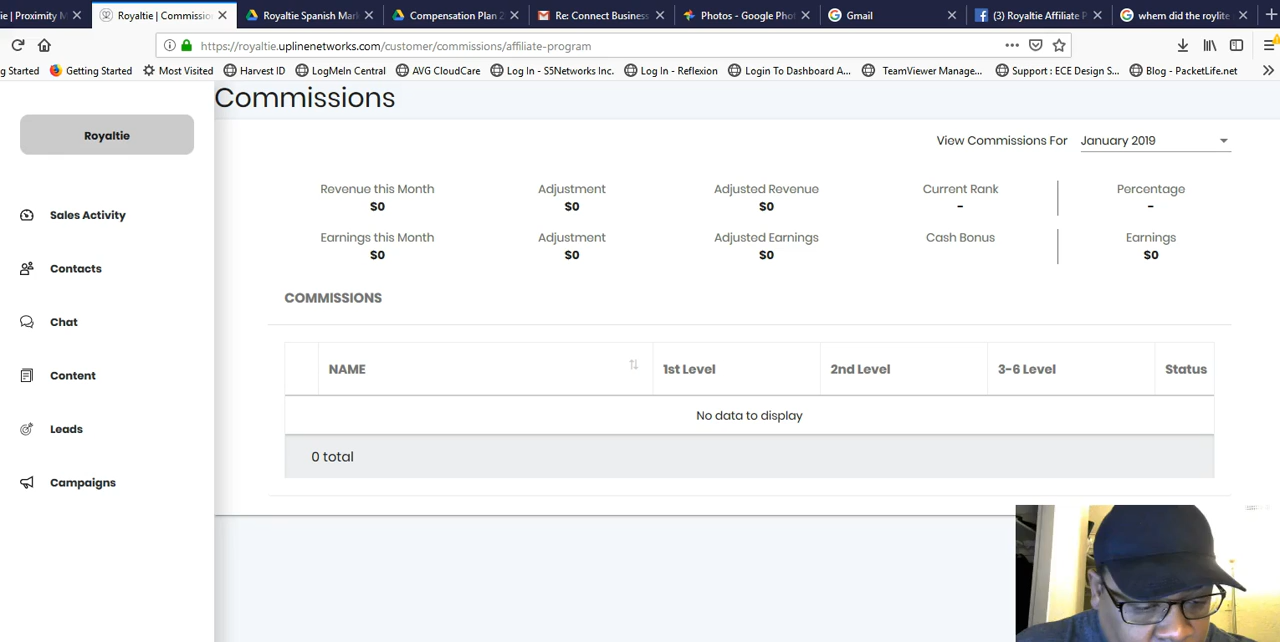 ie | Proximity M
Royaltie | Commissio
Royaltie Spanish Mark
Compensation Plan 2
Re: Connect Business
Photos - Google Pho
Gmail
(3) Royaltie Affiliate P
whem did the roylite
https://royaltie.uplinenetworks.com/customer/commissions/affiliate-program
g Started Getting Started Most Visited Harvest ID LogMeIn Central AVG CloudCare Log In - S5Networks Inc. Log In - Reflexion Login To Dashboard A... TeamViewer Manage... Support : ECE Design S... Blog - PacketLife.net
Commissions
Royaltie
View Commissions For January 2019
Revenue this Month Adjustment Adjusted Revenue Current Rank Percentage
$0 $0 $0 - -
Sales Activity
Earnings this Month Adjustment Adjusted Earnings Cash Bonus Earnings
$0 $0 $0 $0
Contacts
COMMISSIONS
Chat
NAME 1st Level 2nd Level 3-6 Level Status
Content
No data to display
Leads
0 total
Campaigns